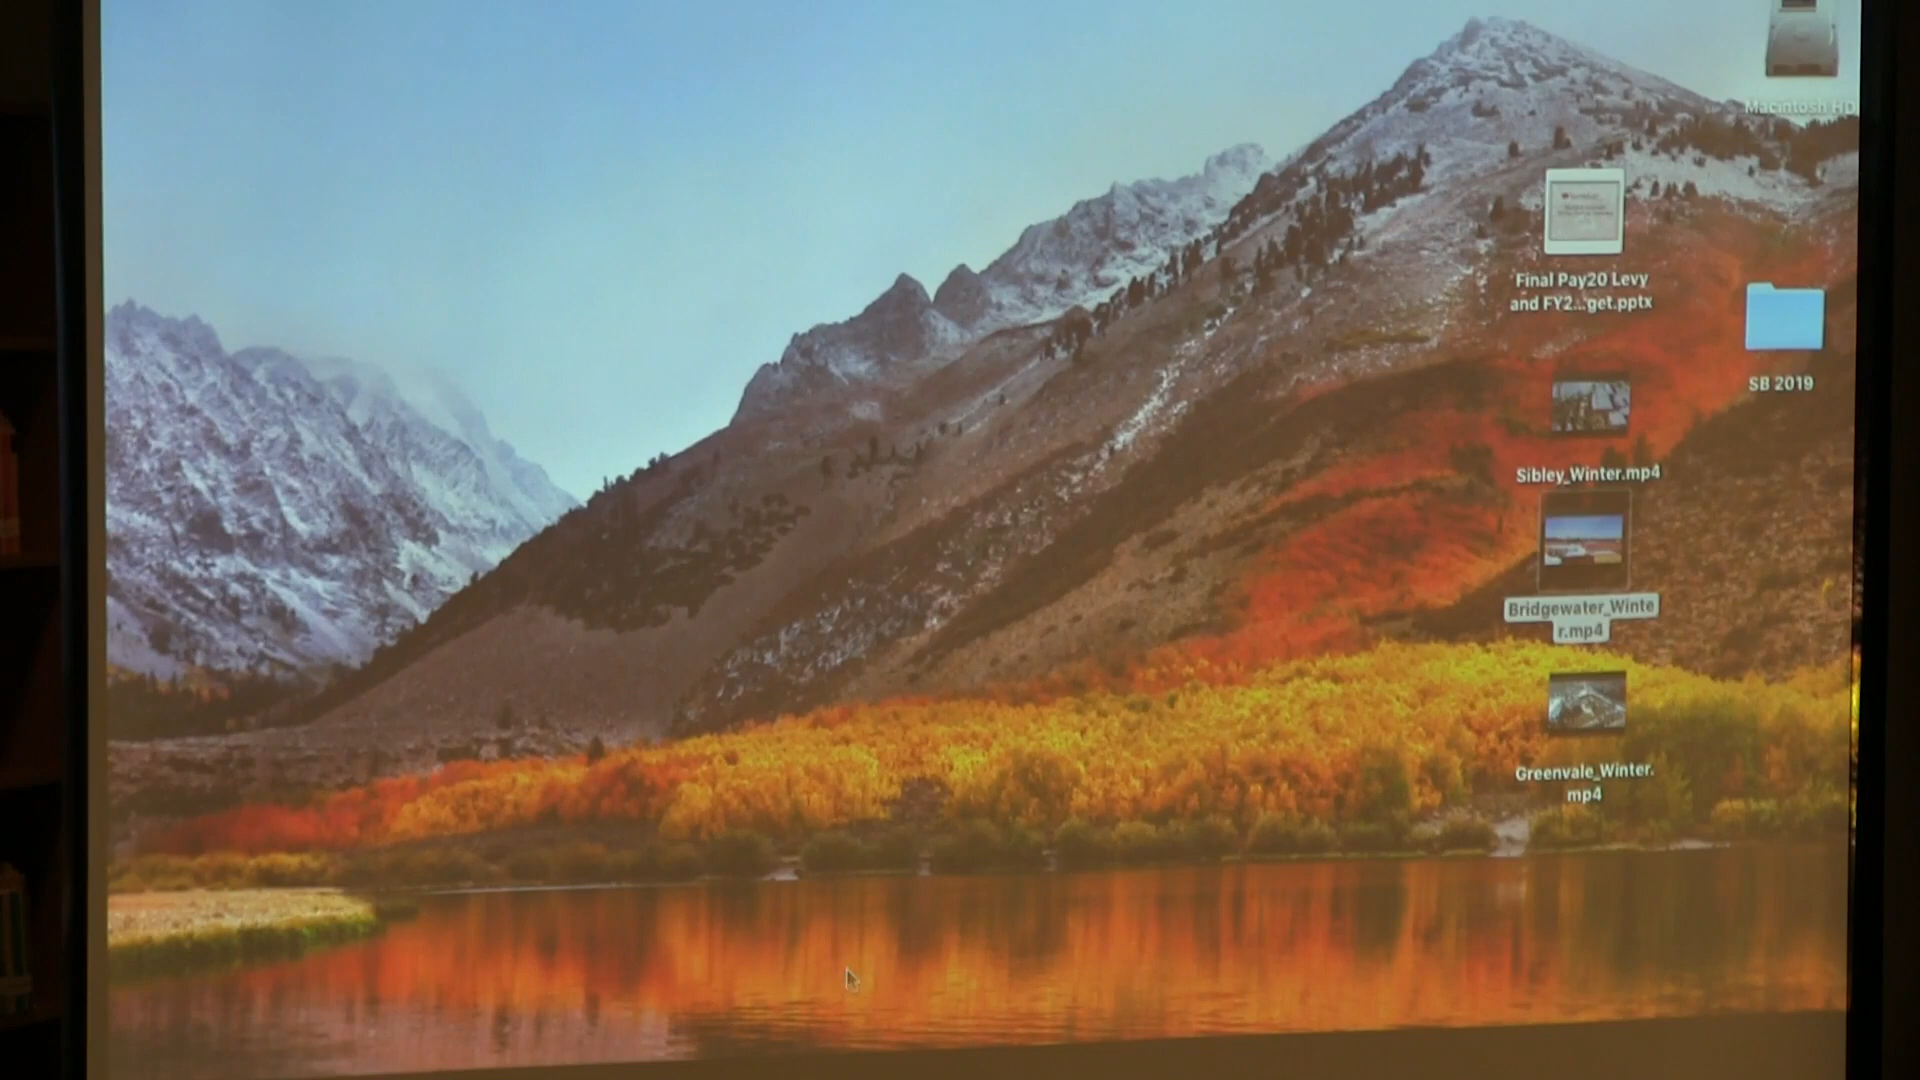 Macintosh HD
Final Pay20 Levy
and FY2...get.pptx
SB 2019
Sibley_Winter.mp4
Bridgewater_Winte
r.mp4
Greenvale_Winter.
mp4